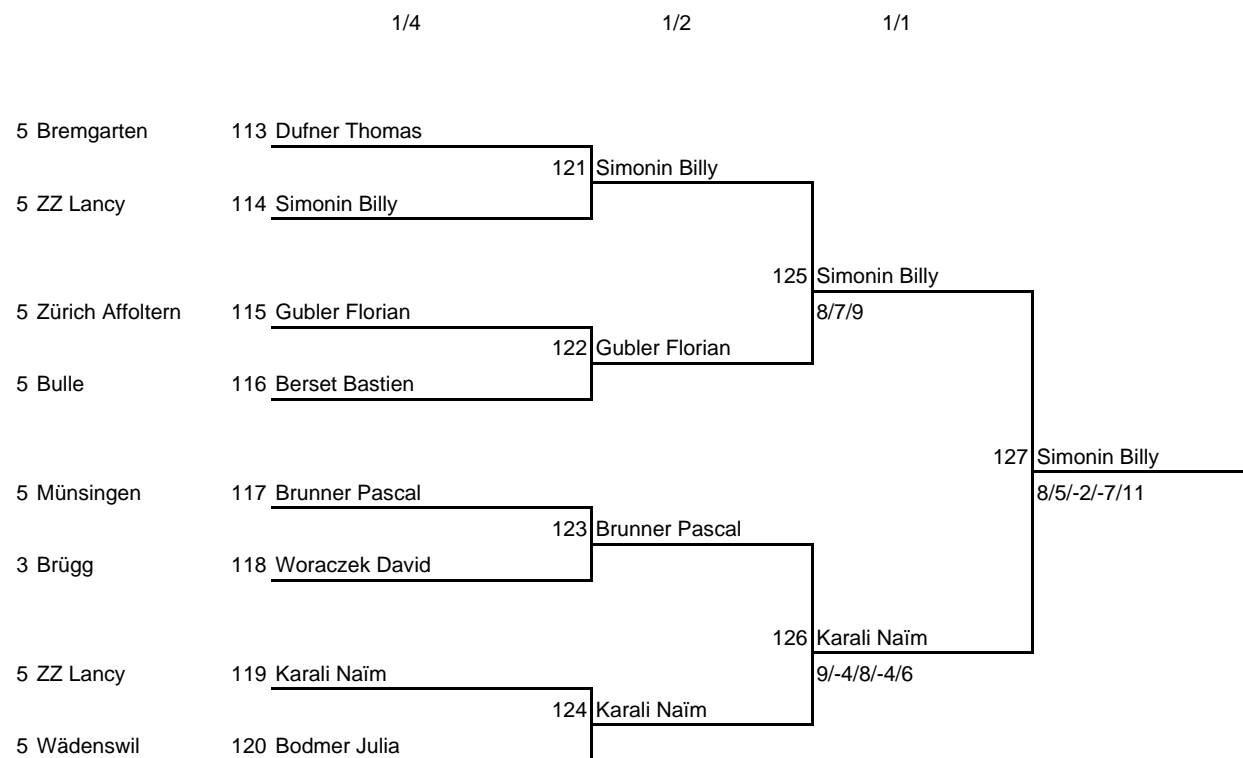 1/4 1/2 1/1
5 Bremgarten 113 Dufner Thomas
121 Simonin Billy
5 ZZ Lancy 114 Simonin Billy
125 Simonin Billy
5 Zürich Affoltern 115 Gubler Florian 8/7/9
122 Gubler Florian
5 Bulle 116 Berset Bastien
127 Simonin Billy
5 Münsingen 117 Brunner Pascal 8/5/-2/-7/11
123 Brunner Pascal
3 Brügg 118 Woraczek David
126 Karali Naïm
5 ZZ Lancy 119 Karali Naïm 9/-4/8/-4/6
124 Karali Naïm
5 Wädenswil 120 Bodmer Julia